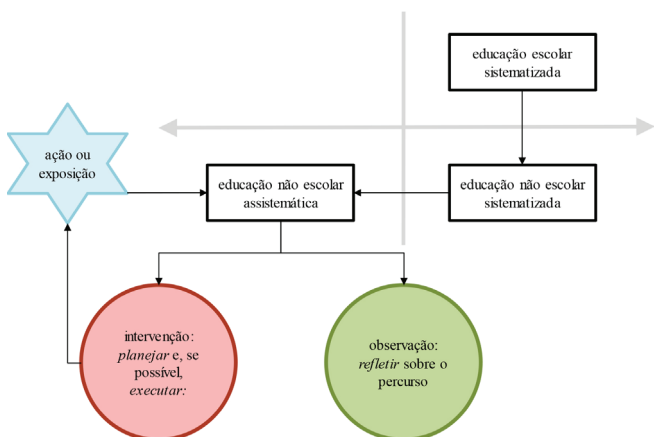 educação escolar
sistematizada
ação ou
exposição
educação não escolar
assistemática
educação não escolar
sistematizada
intervenção:
planejar e, se
possível,
executar:
observação:
refletir sobre o
percurso